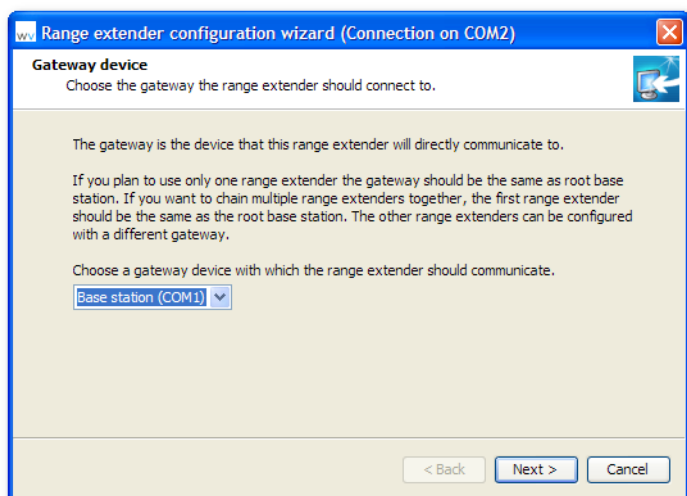 wv Range extender configuration wizard (Connection on COM2)
Gateway device
Choose the gateway the range extender should connect to.
The gateway is the device that this range extender will directly communicate to.
If you plan to use only one range extender the gateway should be the same as root base
station. If you want to chain multiple range extenders together, the first range extender
should be the same as the root base station. The other range extenders can be configured
with a different gateway.
Choose a gateway device with which the range extender should communicate.
Base station (COM1)
< Back Next > Cancel